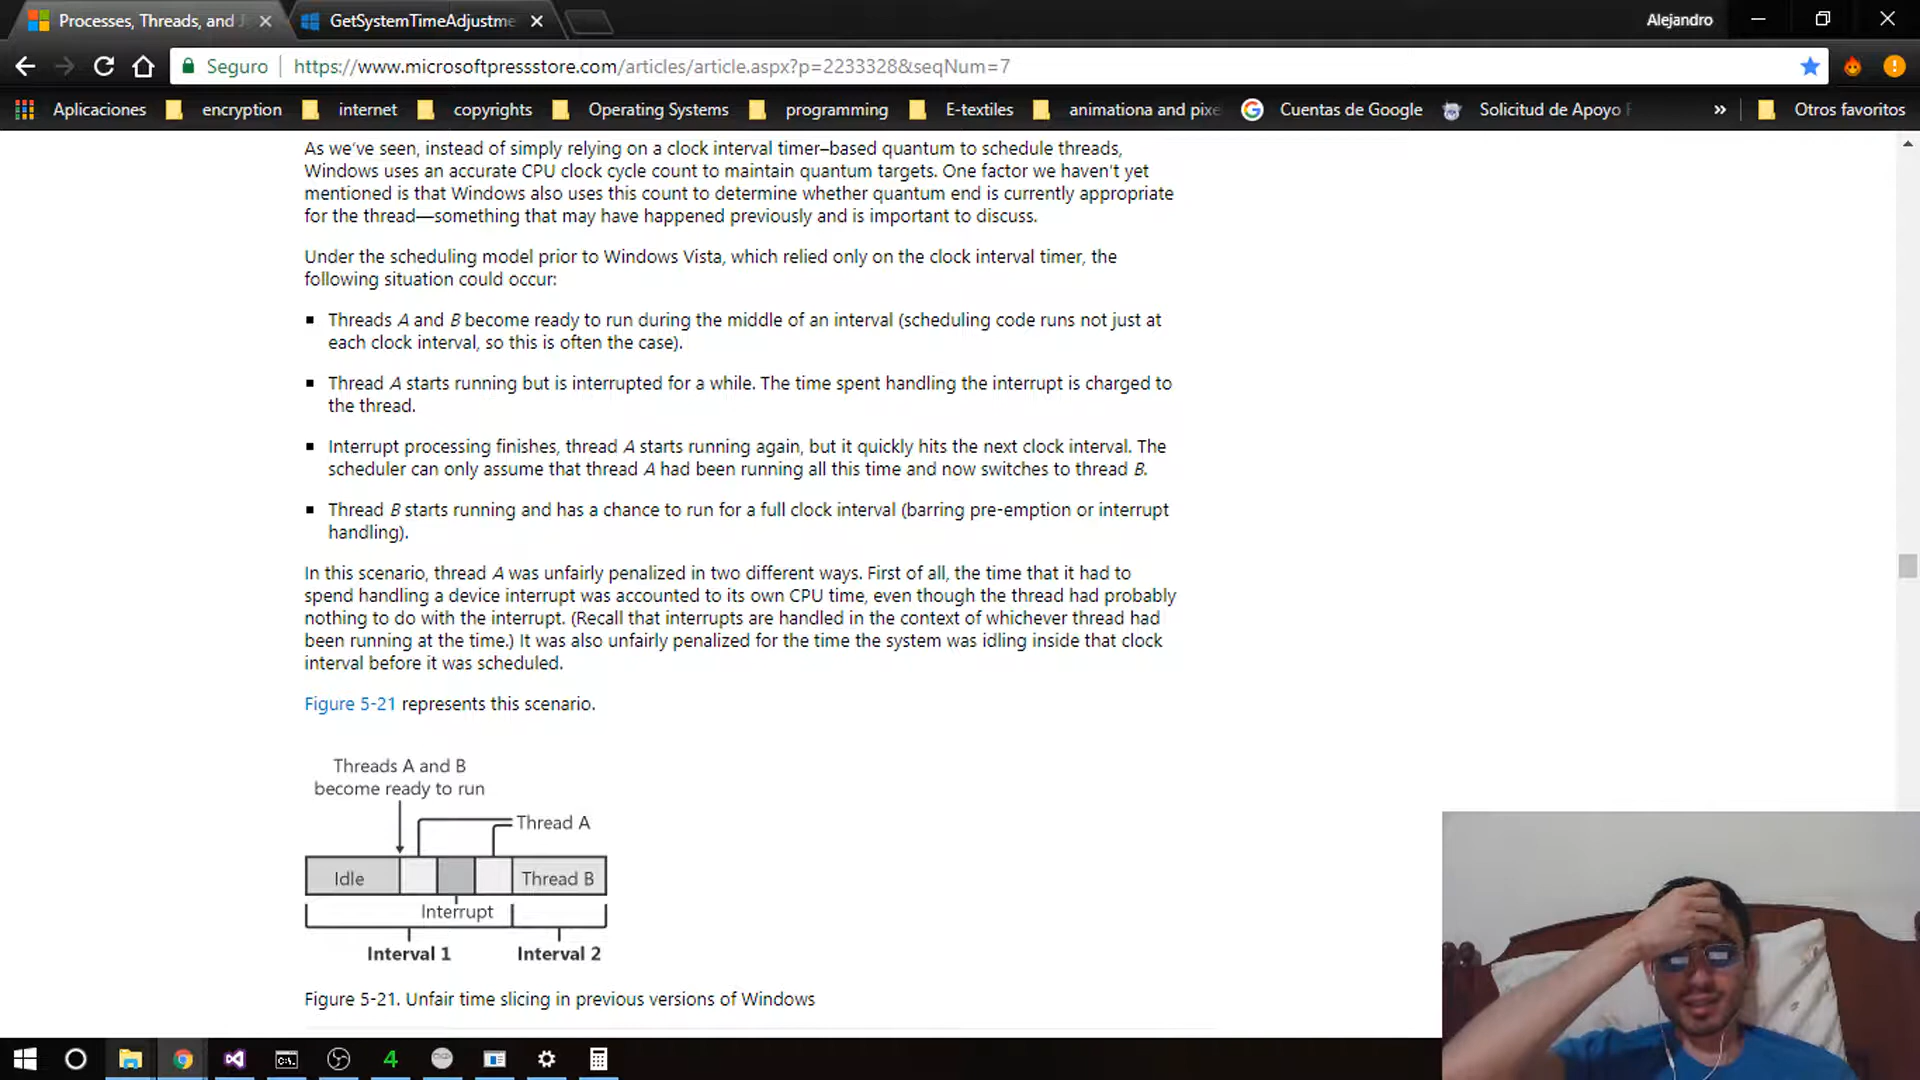 Processes, Threads, and J
GetSystemTimeAdjustme
Alejandro
Seguro
https://www.microsoftpressstore.com/articles/article.aspx?p=2233328&seqNum=7
Aplicaciones
encryption
internet
copyrights
Operating Systems
programming
E-textiles
animationa and pixe
Cuentas de Google
Solicitud de Apoyo
»
Otros favoritos
As we've seen, instead of simply relying on a clock interval timer–based quantum to schedule threads,
Windows uses an accurate CPU clock cycle count to maintain quantum targets. One factor we haven't yet
mentioned is that Windows also uses this count to determine whether quantum end is currently appropriate
for the thread—something that may have happened previously and is important to discuss.
Under the scheduling model prior to Windows Vista, which relied only on the clock interval timer, the
following situation could occur:
▪ Threads A and B become ready to run during the middle of an interval (scheduling code runs not just at
each clock interval, so this is often the case).
▪ Thread A starts running but is interrupted for a while. The time spent handling the interrupt is charged to
the thread.
▪ Interrupt processing finishes, thread A starts running again, but it quickly hits the next clock interval. The
scheduler can only assume that thread A had been running all this time and now switches to thread B.
▪ Thread B starts running and has a chance to run for a full clock interval (barring pre-emption or interrupt
handling).
In this scenario, thread A was unfairly penalized in two different ways. First of all, the time that it had to
spend handling a device interrupt was accounted to its own CPU time, even though the thread had probably
nothing to do with the interrupt. (Recall that interrupts are handled in the context of whichever thread had
been running at the time.) It was also unfairly penalized for the time the system was idling inside that clock
interval before it was scheduled.
Figure 5-21 represents this scenario.
Threads A and B
become ready to run
Thread A
Idle
Thread B
Interrupt
Interval 1
Interval 2
Figure 5-21. Unfair time slicing in previous versions of Windows
4